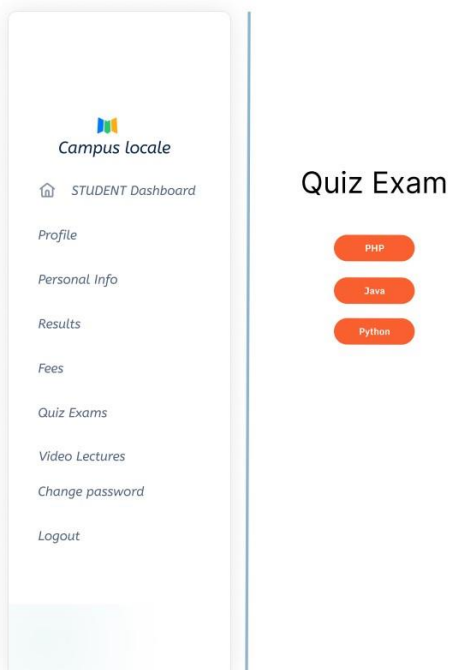 Campus locale
STUDENT Dashboard
Profile
Personal Info
Results
Fees
Quiz Exams
Video Lectures
Change password
Logout
Quiz Exam
PHP
Java
Python